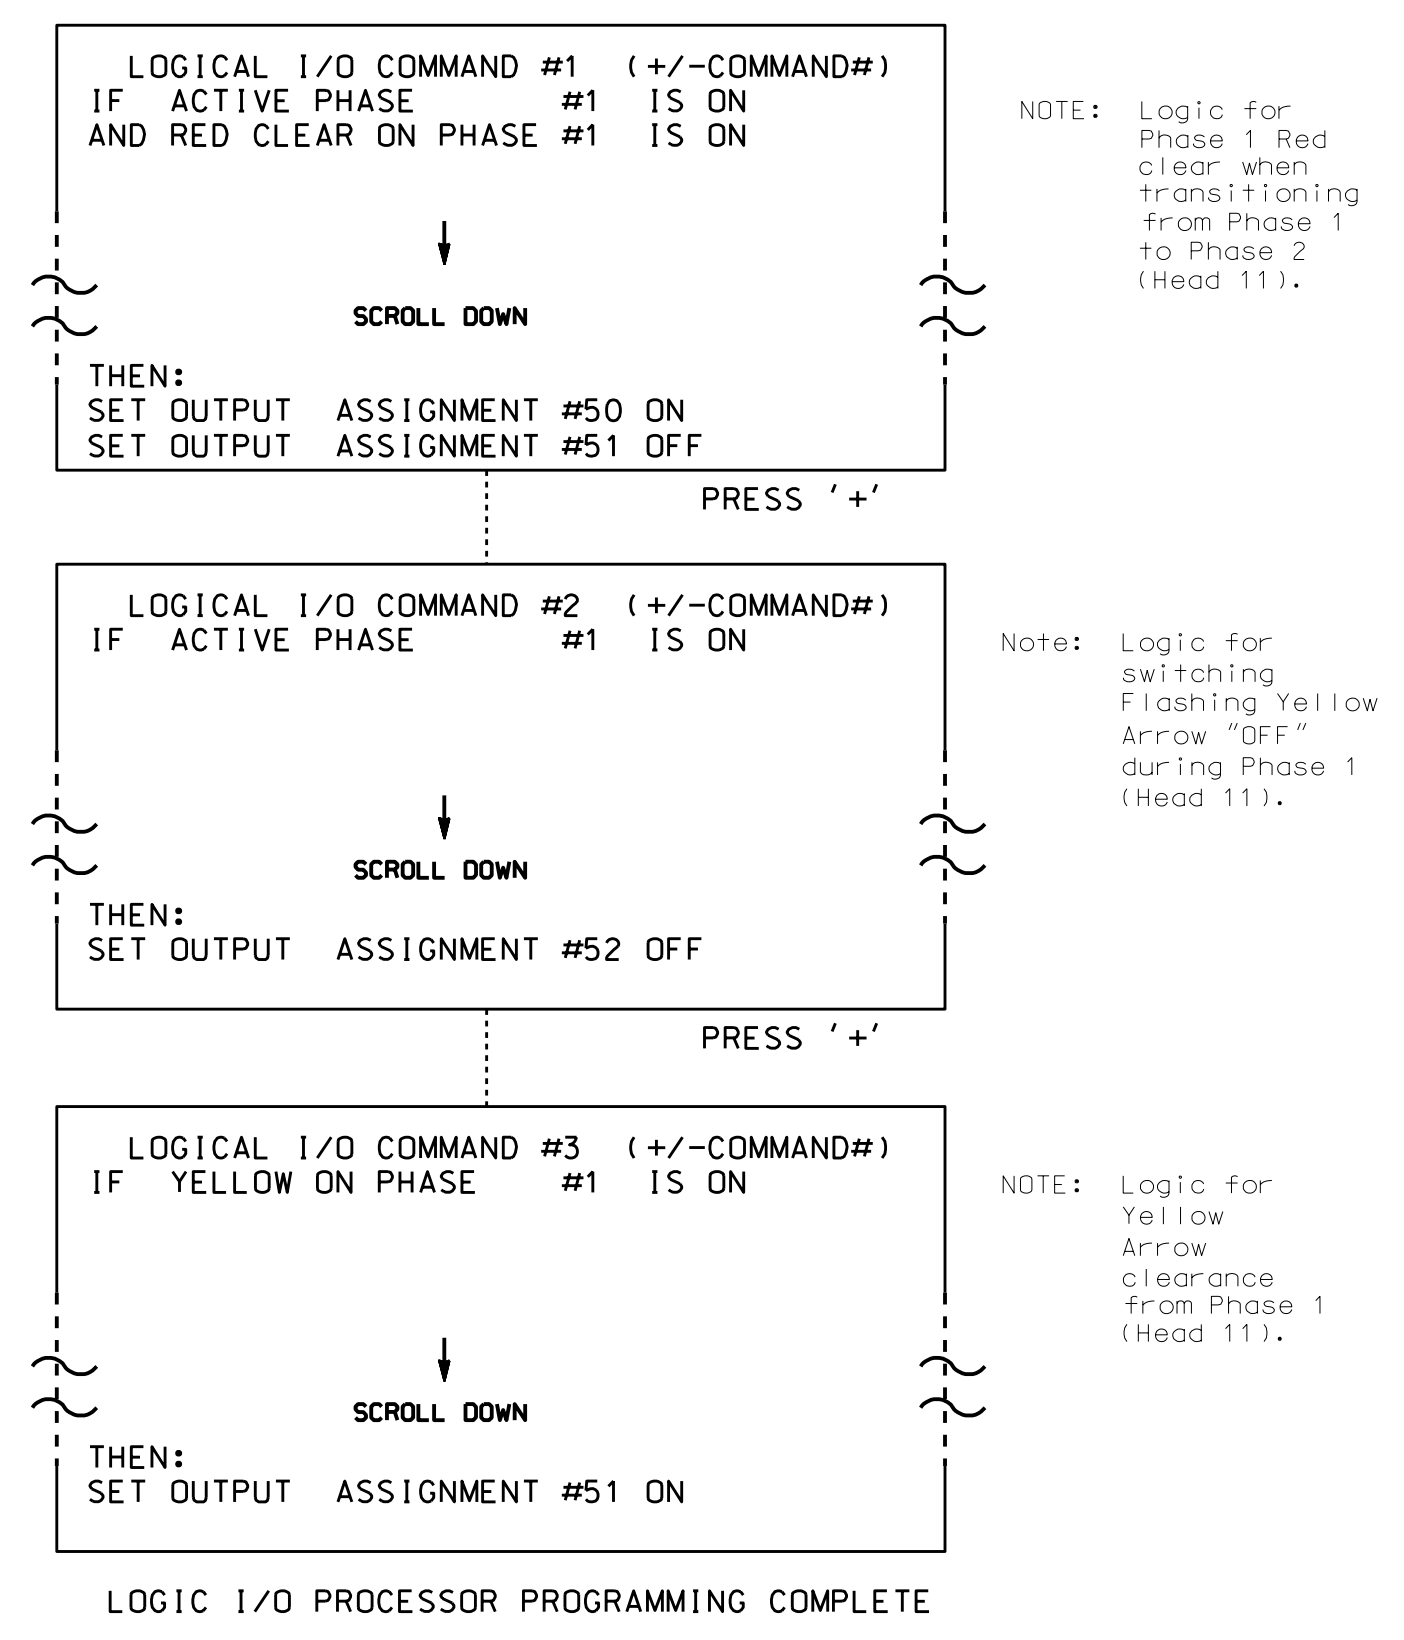 LOGICAL I/O COMMAND #1 (+/-COMMAND#)
IF ACTIVE PHASE #1 IS ON
AND RED CLEAR ON PHASE #1 IS ON
SCROLL DOWN
THEN:
SET OUTPUT ASSIGNMENT #50 ON
SET OUTPUT ASSIGNMENT #51 OFF
NOTE: Logic for
Phase 1 Red
clear when
transitioning
from Phase 1
to Phase 2
(Head 11).
PRESS '+'
LOGICAL I/O COMMAND #2 (+/-COMMAND#)
IF ACTIVE PHASE #1 IS ON
SCROLL DOWN
THEN:
SET OUTPUT ASSIGNMENT #52 OFF
Note: Logic for
switching
Flashing Yellow
Arrow "OFF"
during Phase 1
(Head 11).
PRESS '+'
LOGICAL I/O COMMAND #3 (+/-COMMAND#)
IF YELLOW ON PHASE #1 IS ON
SCROLL DOWN
THEN:
SET OUTPUT ASSIGNMENT #51 ON
NOTE: Logic for
Yellow
Arrow
clearance
from Phase 1
(Head 11).
LOGIC I/O PROCESSOR PROGRAMMING COMPLETE